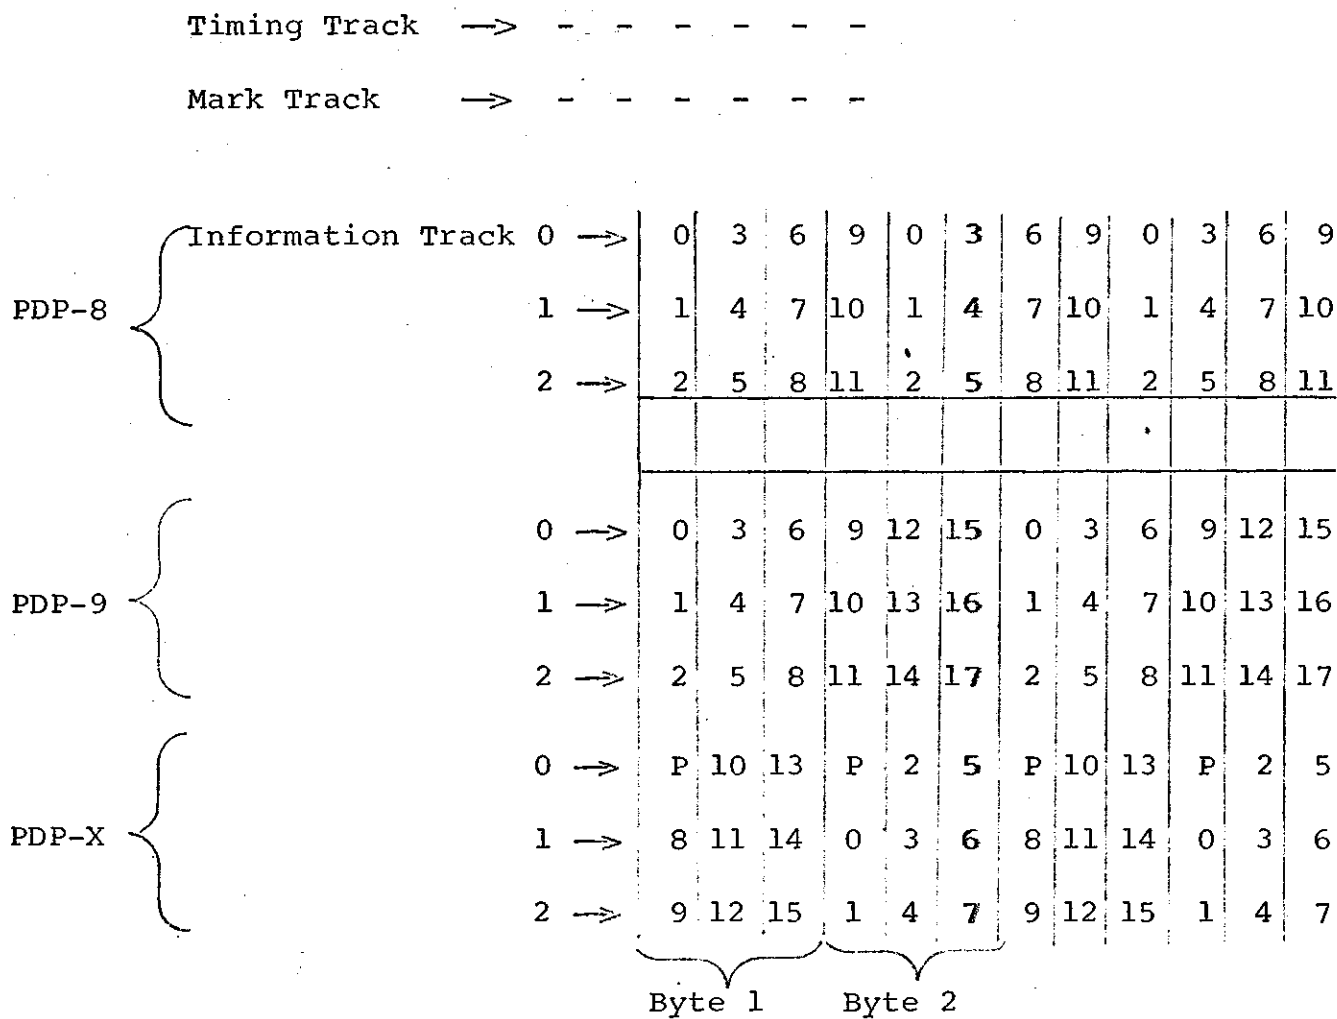 Timing Track --> - - - - - -
Mark Track --> - - - - - -
Information Track 0 --> 0 3 6 9 0 3 6 9 0 3 6 9
PDP-8 1 --> 1 4 7 10 1 4 7 10 1 4 7 10
2 --> 2 5 8 11 2 5 8 11 2 5 8 11
0 --> 0 3 6 9 12 15 0 3 6 9 12 15
PDP-9 1 --> 1 4 7 10 13 16 1 4 7 10 13 16
2 --> 2 5 8 11 14 17 2 5 8 11 14 17
0 --> P 10 13 P 2 5 P 10 13 P 2 5
PDP-X 1 --> 8 11 14 0 3 6 8 11 14 0 3 6
2 --> 9 12 15 1 4 7 9 12 15 1 4 7
Byte 1 Byte 2